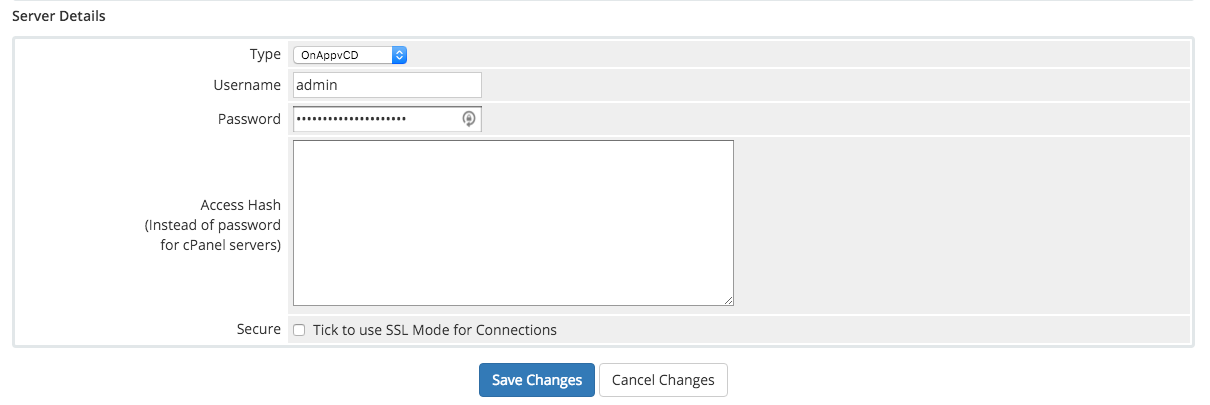 Server Details
Type OnAppvCD
Username admin
Password •••••••••••••••••••••
Access Hash
(Instead of password
for cPanel servers)
Secure Tick to use SSL Mode for Connections
Save Changes Cancel Changes